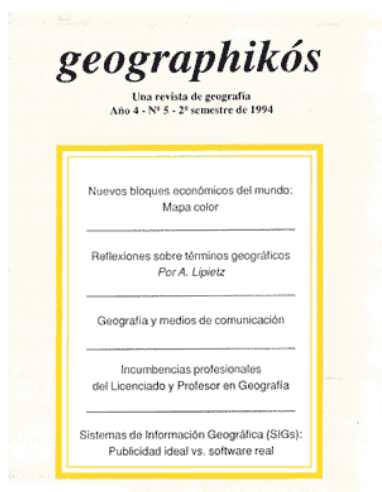 geographikós
Una revista de geografía
Año 4 - Nº 5 - 2º semestre de 1994
Nuevos bloques económicos del mundo:
Mapa color
Reflexiones sobre términos geográficos
Por A. Lipietz
Geografía y medios de comunicación
Incumbencias profesionales
del Licenciado y Profesor en Geografía
Sistemas de Información Geográfica (SIGs):
Publicidad ideal vs. software real